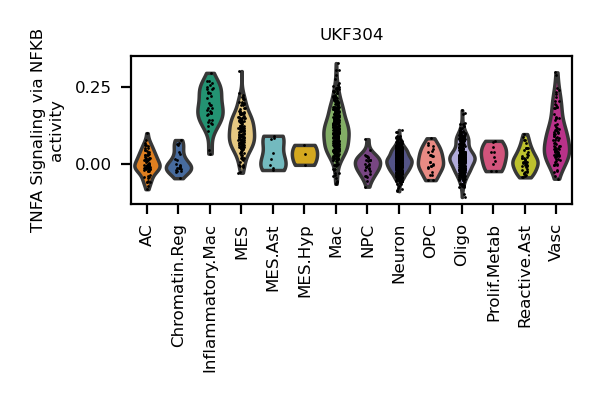 UKF304
TNFA Signaling via NFKB
activity
0.25
0.00
AC
Chromatin.Reg
Inflammatory.Mac
MES
MES.Ast
MES.Hyp
Mac
NPC
Neuron
OPC
Oligo
Prolif.Metab
Reactive.Ast
Vasc